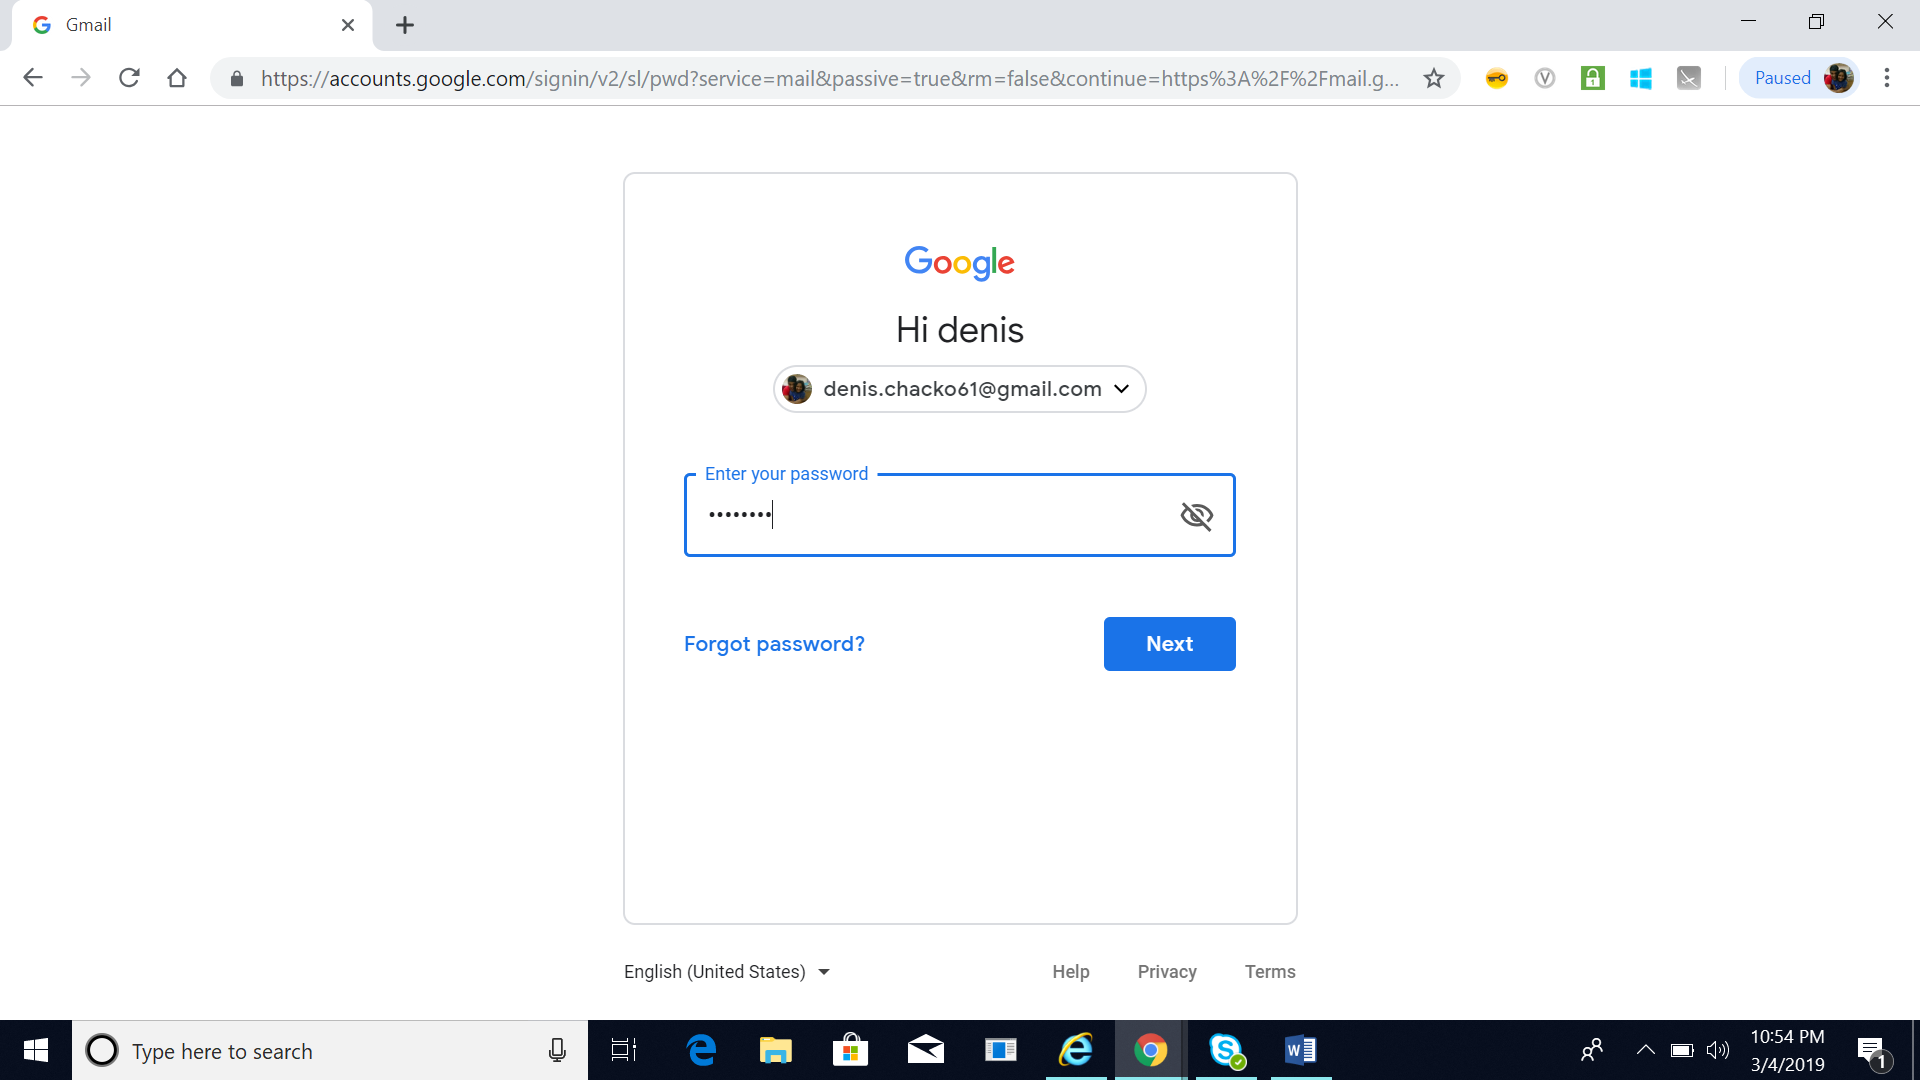 Gmail
https://accounts.google.com/signin/v2/sl/pwd?service=mail&passive=true&rm=false&continue=https%3A%2F%2Fmail.g...
Paused
Google
Hi denis
denis.chacko61@gmail.com
Enter your password
••••••••
Forgot password?
Next
English (United States)
Help Privacy Terms
Type here to search
10:54 PM
3/4/2019
1